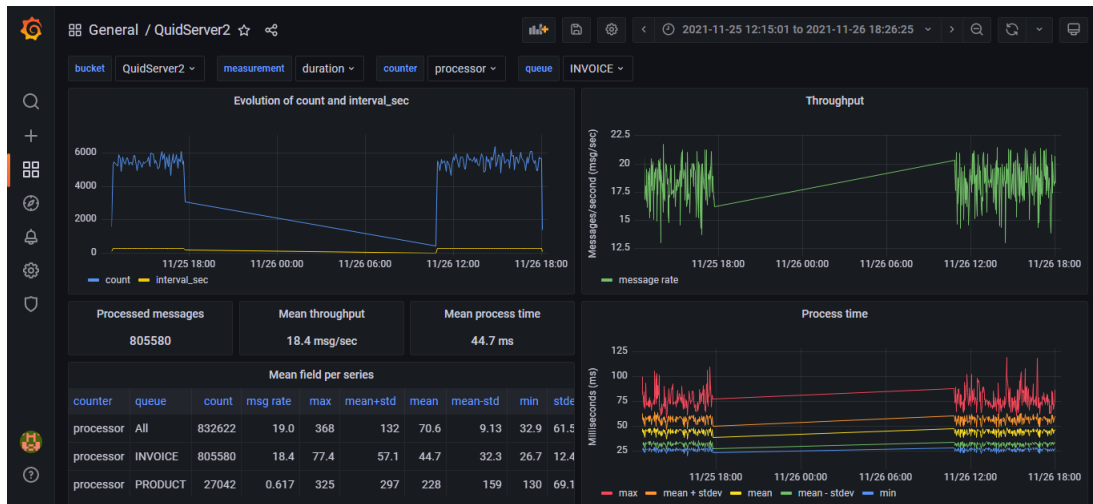 General / QuidServer2
2021-11-25 12:15:01 to 2021-11-26 18:26:25
bucket QuidServer2 measurement duration counter processor queue INVOICE
Evolution of count and interval_sec
6000
4000
2000
0
11/25 18:00 11/26 00:00 11/26 06:00 11/26 12:00 11/26 18:00
count interval_sec
Throughput
Messages/second (msg/sec)
22.5
20
17.5
15
12.5
11/25 18:00 11/26 00:00 11/26 06:00 11/26 12:00 11/26 18:00
message rate
Processed messages
805580
Mean throughput
18.4 msg/sec
Mean process time
44.7 ms
Mean field per series
counter queue count msg rate max mean+std mean mean-std min stde
processor All 832622 19.0 368 132 70.6 9.13 32.9 61.5
processor INVOICE 805580 18.4 77.4 57.1 44.7 32.3 26.7 12.4
processor PRODUCT 27042 0.617 325 297 228 159 130 69.1
Process time
Milliseconds (ms)
125
100
75
50
25
11/25 18:00 11/26 00:00 11/26 06:00 11/26 12:00 11/26 18:00
max mean + stdev mean mean - stdev min